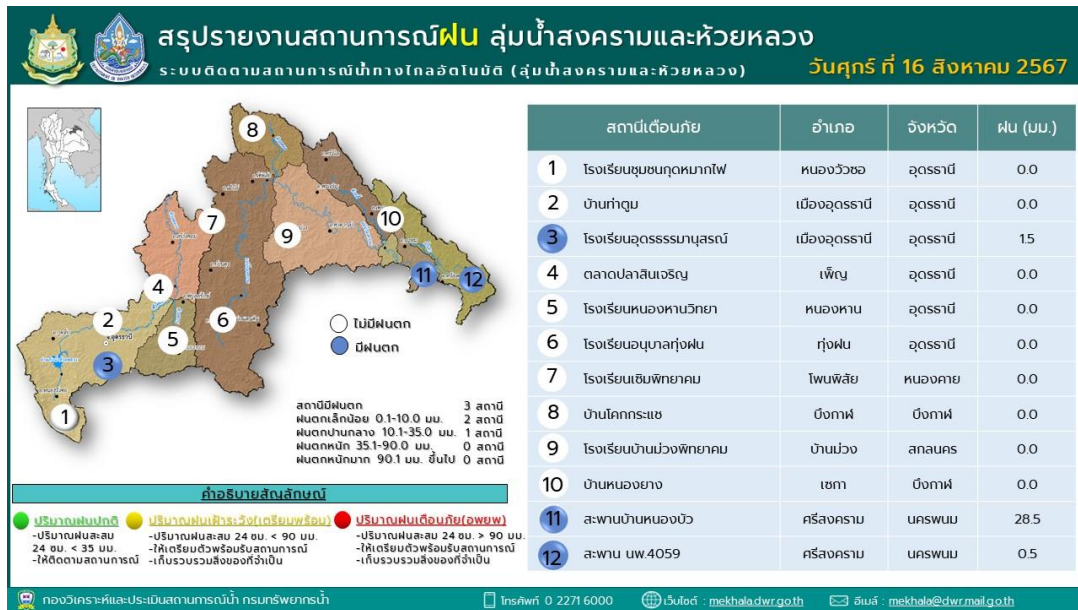 สรุปรายงานสถานการณ์ฝน ลุ่มน้ำสงครามและห้วยหลวง
ระบบติดตามสถานการณ์น้ำทางไกลอัตโนมัติ (ลุ่มน้ำสงครามและห้วยหลวง)
วันศุกร์ ที่ 16 สิงหาคม 2567
8
7
10
9
11
12
4
2
6
5
3
1
อุดรธานี
ไม่มีฝนตก
มีฝนตก
สถานีมีฝนตก 3 สถานี
ฝนตกเล็กน้อย 0.1-10.0 มม. 2 สถานี
ฝนตกปานกลาง 10.1-35.0 มม. 1 สถานี
ฝนตกหนัก 35.1-90.0 มม. 0 สถานี
ฝนตกหนักมาก 90.1 มม. ขึ้นไป 0 สถานี
คำอธิบายสัญลักษณ์
ปริมาณฝนปกติ
-ปริมาณฝนสะสม
24 ชม. < 35 มม.
-ให้ติดตามสถานการณ์
ปริมาณฝนเฝ้าระวัง(เตรียมพร้อม)
-ปริมาณฝนสะสม 24 ชม. < 90 มม.
-ให้เตรียมตัวพร้อมรับสถานการณ์
-เก็บรวบรวมสิ่งของที่จำเป็น
ปริมาณฝนเตือนภัย(อพยพ)
-ปริมาณฝนสะสม 24 ชม. > 90 มม.
-ให้เตรียมตัวพร้อมรับสถานการณ์
-เก็บรวบรวมสิ่งของที่จำเป็น
สถานีเตือนภัย อำเภอ จังหวัด ฝน (มม.)
1 โรงเรียนชุมชนกุดหมากไฟ หนองวัวซอ อุดรธานี 0.0
2 บ้านท่าตูม เมืองอุดรธานี อุดรธานี 0.0
3 โรงเรียนอุดรธรรมานุสรณ์ เมืองอุดรธานี อุดรธานี 1.5
4 ตลาดปลาสินเจริญ เพ็ญ อุดรธานี 0.0
5 โรงเรียนหนองหานวิทยา หนองหาน อุดรธานี 0.0
6 โรงเรียนอนุบาลทุ่งฝน ทุ่งฝน อุดรธานี 0.0
7 โรงเรียนเซิมพิทยาคม โพนพิสัย หนองคาย 0.0
8 บ้านโคกกระแซ บึงกาฬ บึงกาฬ 0.0
9 โรงเรียนบ้านม่วงพิทยาคม บ้านม่วง สกลนคร 0.0
10 บ้านหนองยาง เซกา บึงกาฬ 0.0
11 สะพานบ้านหนองบัว ศรีสงคราม นครพนม 28.5
12 สะพาน นพ.4059 ศรีสงคราม นครพนม 0.5
กองวิเคราะห์และประเมินสถานการณ์น้ำ กรมทรัพยากรน้ำ โทรศัพท์ 0 2271 6000 เว็บไซต์ : mekhala.dwr.go.th อีเมล์ : mekhala@dwr.mail.go.th